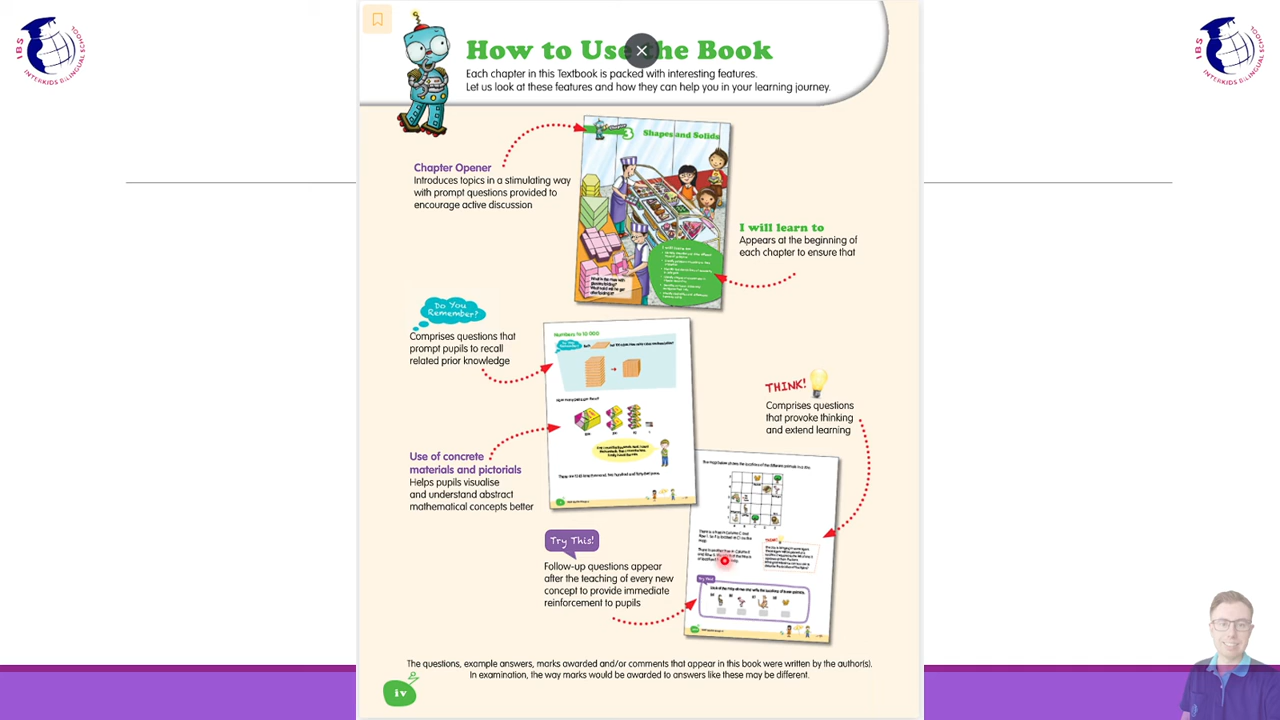 IBS
INTERKIDS BILINGUAL SCHOOL
IBS
INTERKIDS BILINGUAL SCHOOL
How to Use the Book
Each chapter in this Textbook is packed with interesting features.
Let us look at these features and how they can help you in your learning journey.
3
Shapes and Solids
Chapter Opener
Introduces topics in a stimulating way
with prompt questions provided to
encourage active discussion
I will learn to
Appears at the beginning of
each chapter to ensure that
Do You
Remember?
Comprises questions that
prompt pupils to recall
related prior knowledge
Numbers to 10 000
THINK!
Comprises questions
that provoke thinking
and extend learning
Use of concrete
materials and pictorials
Helps pupils visualise
and understand abstract
mathematical concepts better
Try This!
Follow-up questions appear
after the teaching of every new
concept to provide immediate
reinforcement to pupils
The questions, example answers, marks awarded and/or comments that appear in this book were written by the author(s).
In examination, the way marks would be awarded to answers like these may be different.
iv